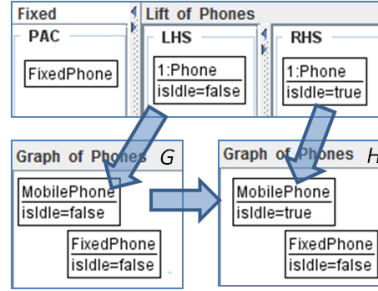 Fixed
Lift of Phones
PAC
LHS
RHS
FixedPhone
1:Phone
isIdle=false
1:Phone
isIdle=true
Graph of Phones G
Graph of Phones H
MobilePhone
isIdle=false
FixedPhone
isIdle=false
MobilePhone
isIdle=true
FixedPhone
isIdle=false